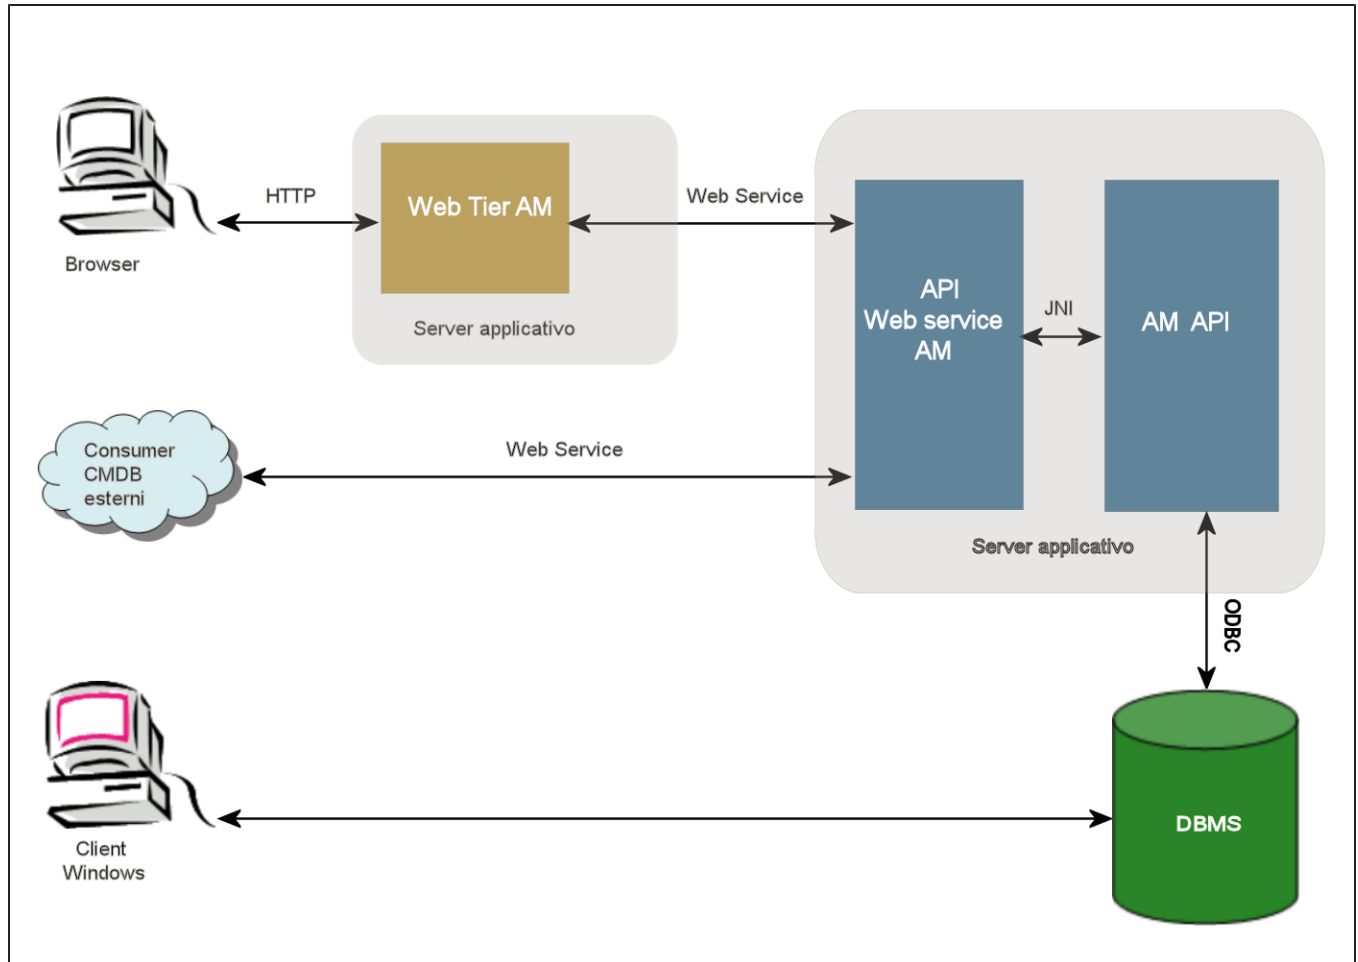 HTTP
Browser
Web Tier AM
Server applicativo
Web Service
API
Web service
AM
JNI
AM API
Server applicativo
Consumer
CMDB
esterni
Web Service
ODBC
DBMS
Client
Windows